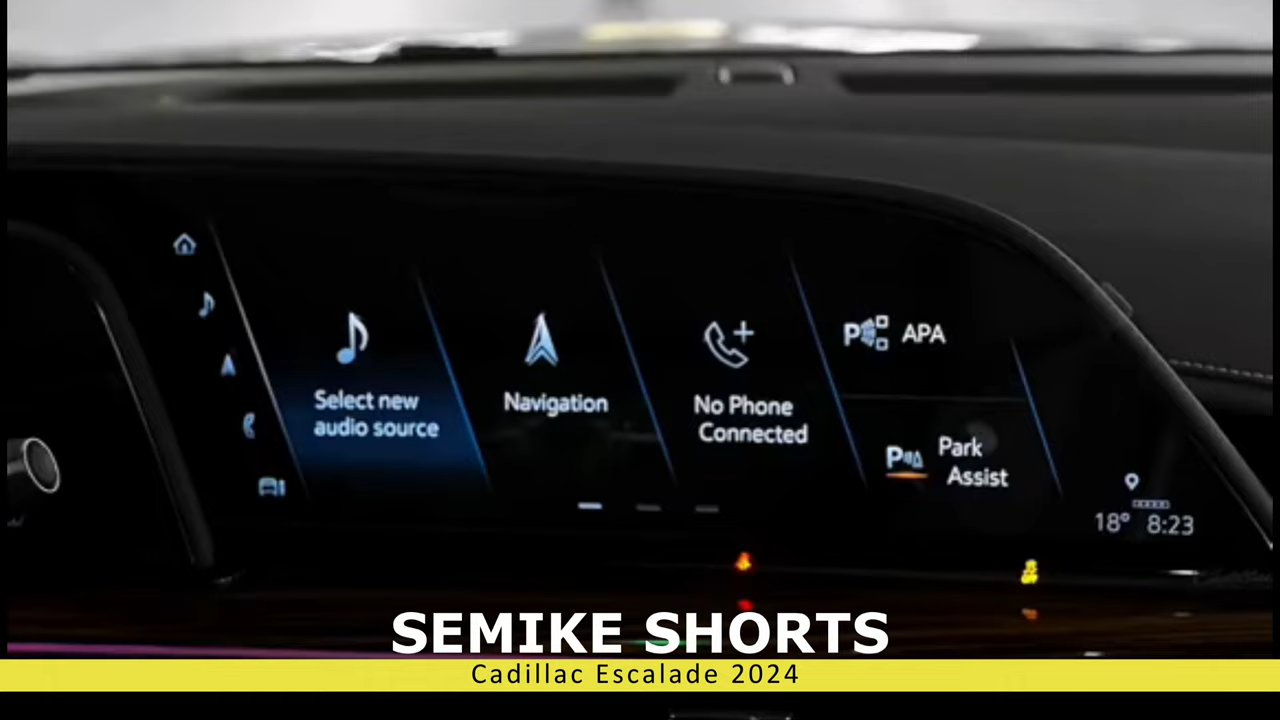 Select new
audio source
Navigation
No Phone
Connected
APA
Park
Assist
18° 8:23
SEMIKE SHORTS
Cadillac Escalade 2024